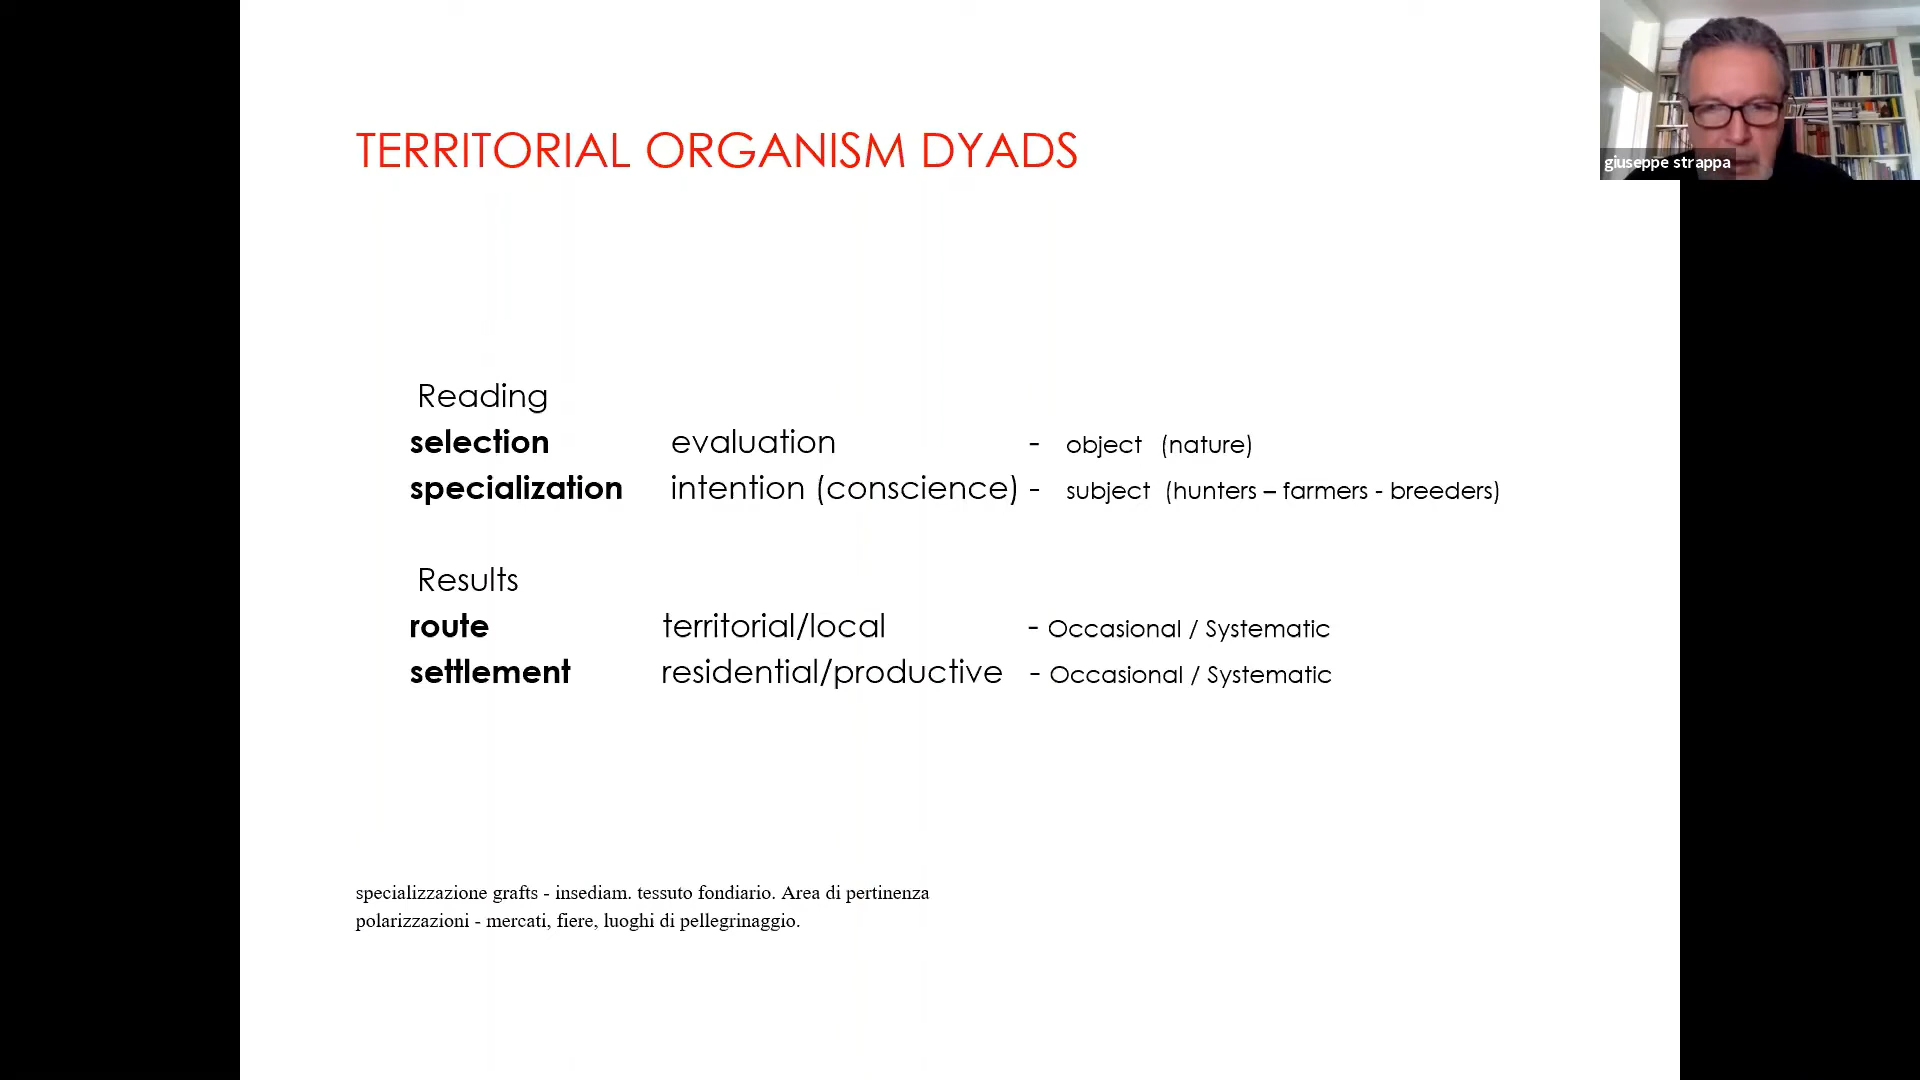 TERRITORIAL ORGANISM DYADS
giuseppe strappa
Reading
selection evaluation - object (nature)
specialization intention (conscience) - subject (hunters – farmers - breeders)
Results
route territorial/local - Occasional / Systematic
settlement residential/productive - Occasional / Systematic
specializzazione grafts - insediam. tessuto fondiario. Area di pertinenza
polarizzazioni - mercati, fiere, luoghi di pellegrinaggio.